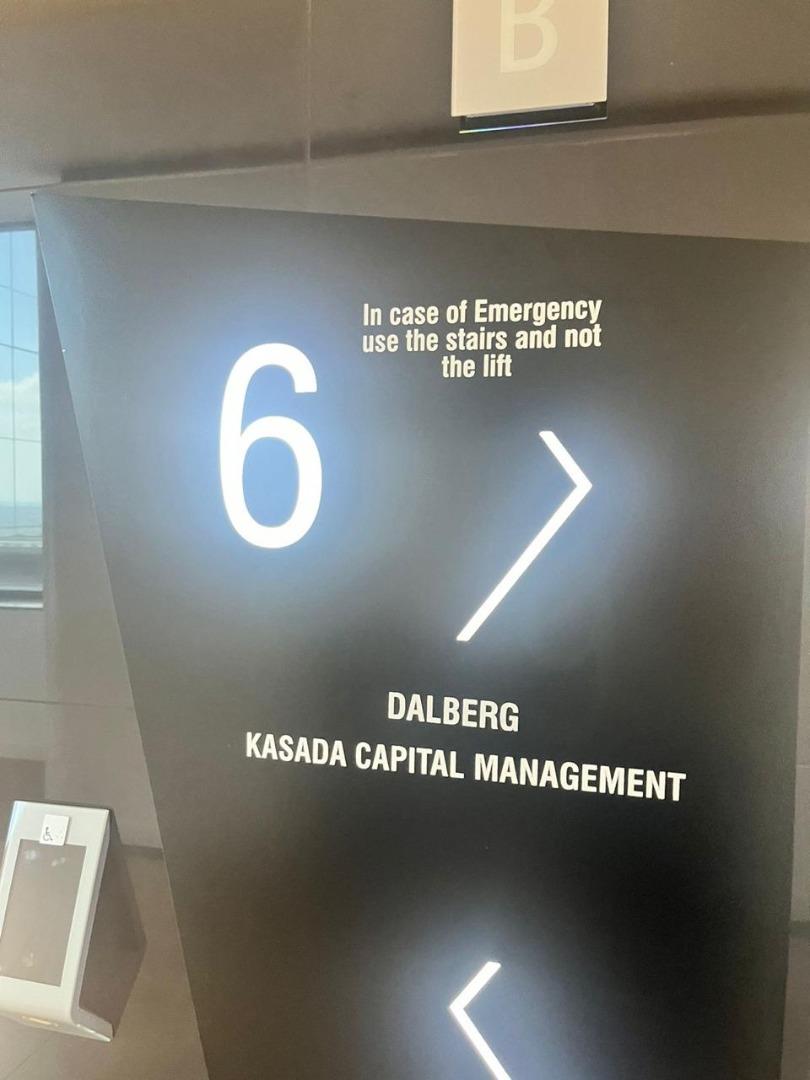 B
In case of Emergency
use the stairs and not
the lift
6
DALBERG
KASADA CAPITAL MANAGEMENT